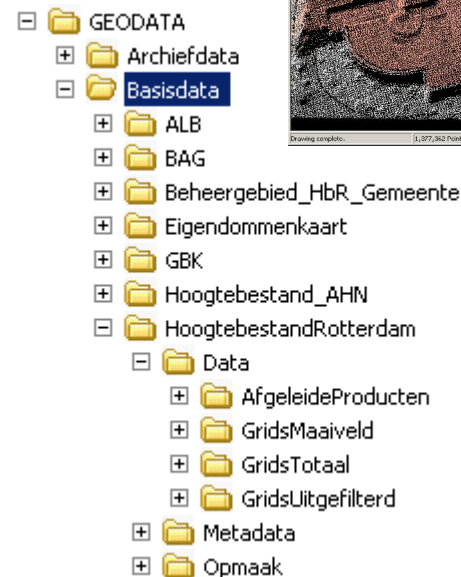 GEODATA
Archiefdata
Basisdata
Drawing complete. 1,377,362 Point
ALB
BAG
Beheergebied_HbR_Gemeente
Eigendommenkaart
GBK
Hoogtebestand_AHN
HoogtebestandRotterdam
Data
AfgeleideProducten
GridsMaaiveld
GridsTotaal
GridsUitgefilterd
Metadata
Opmaak